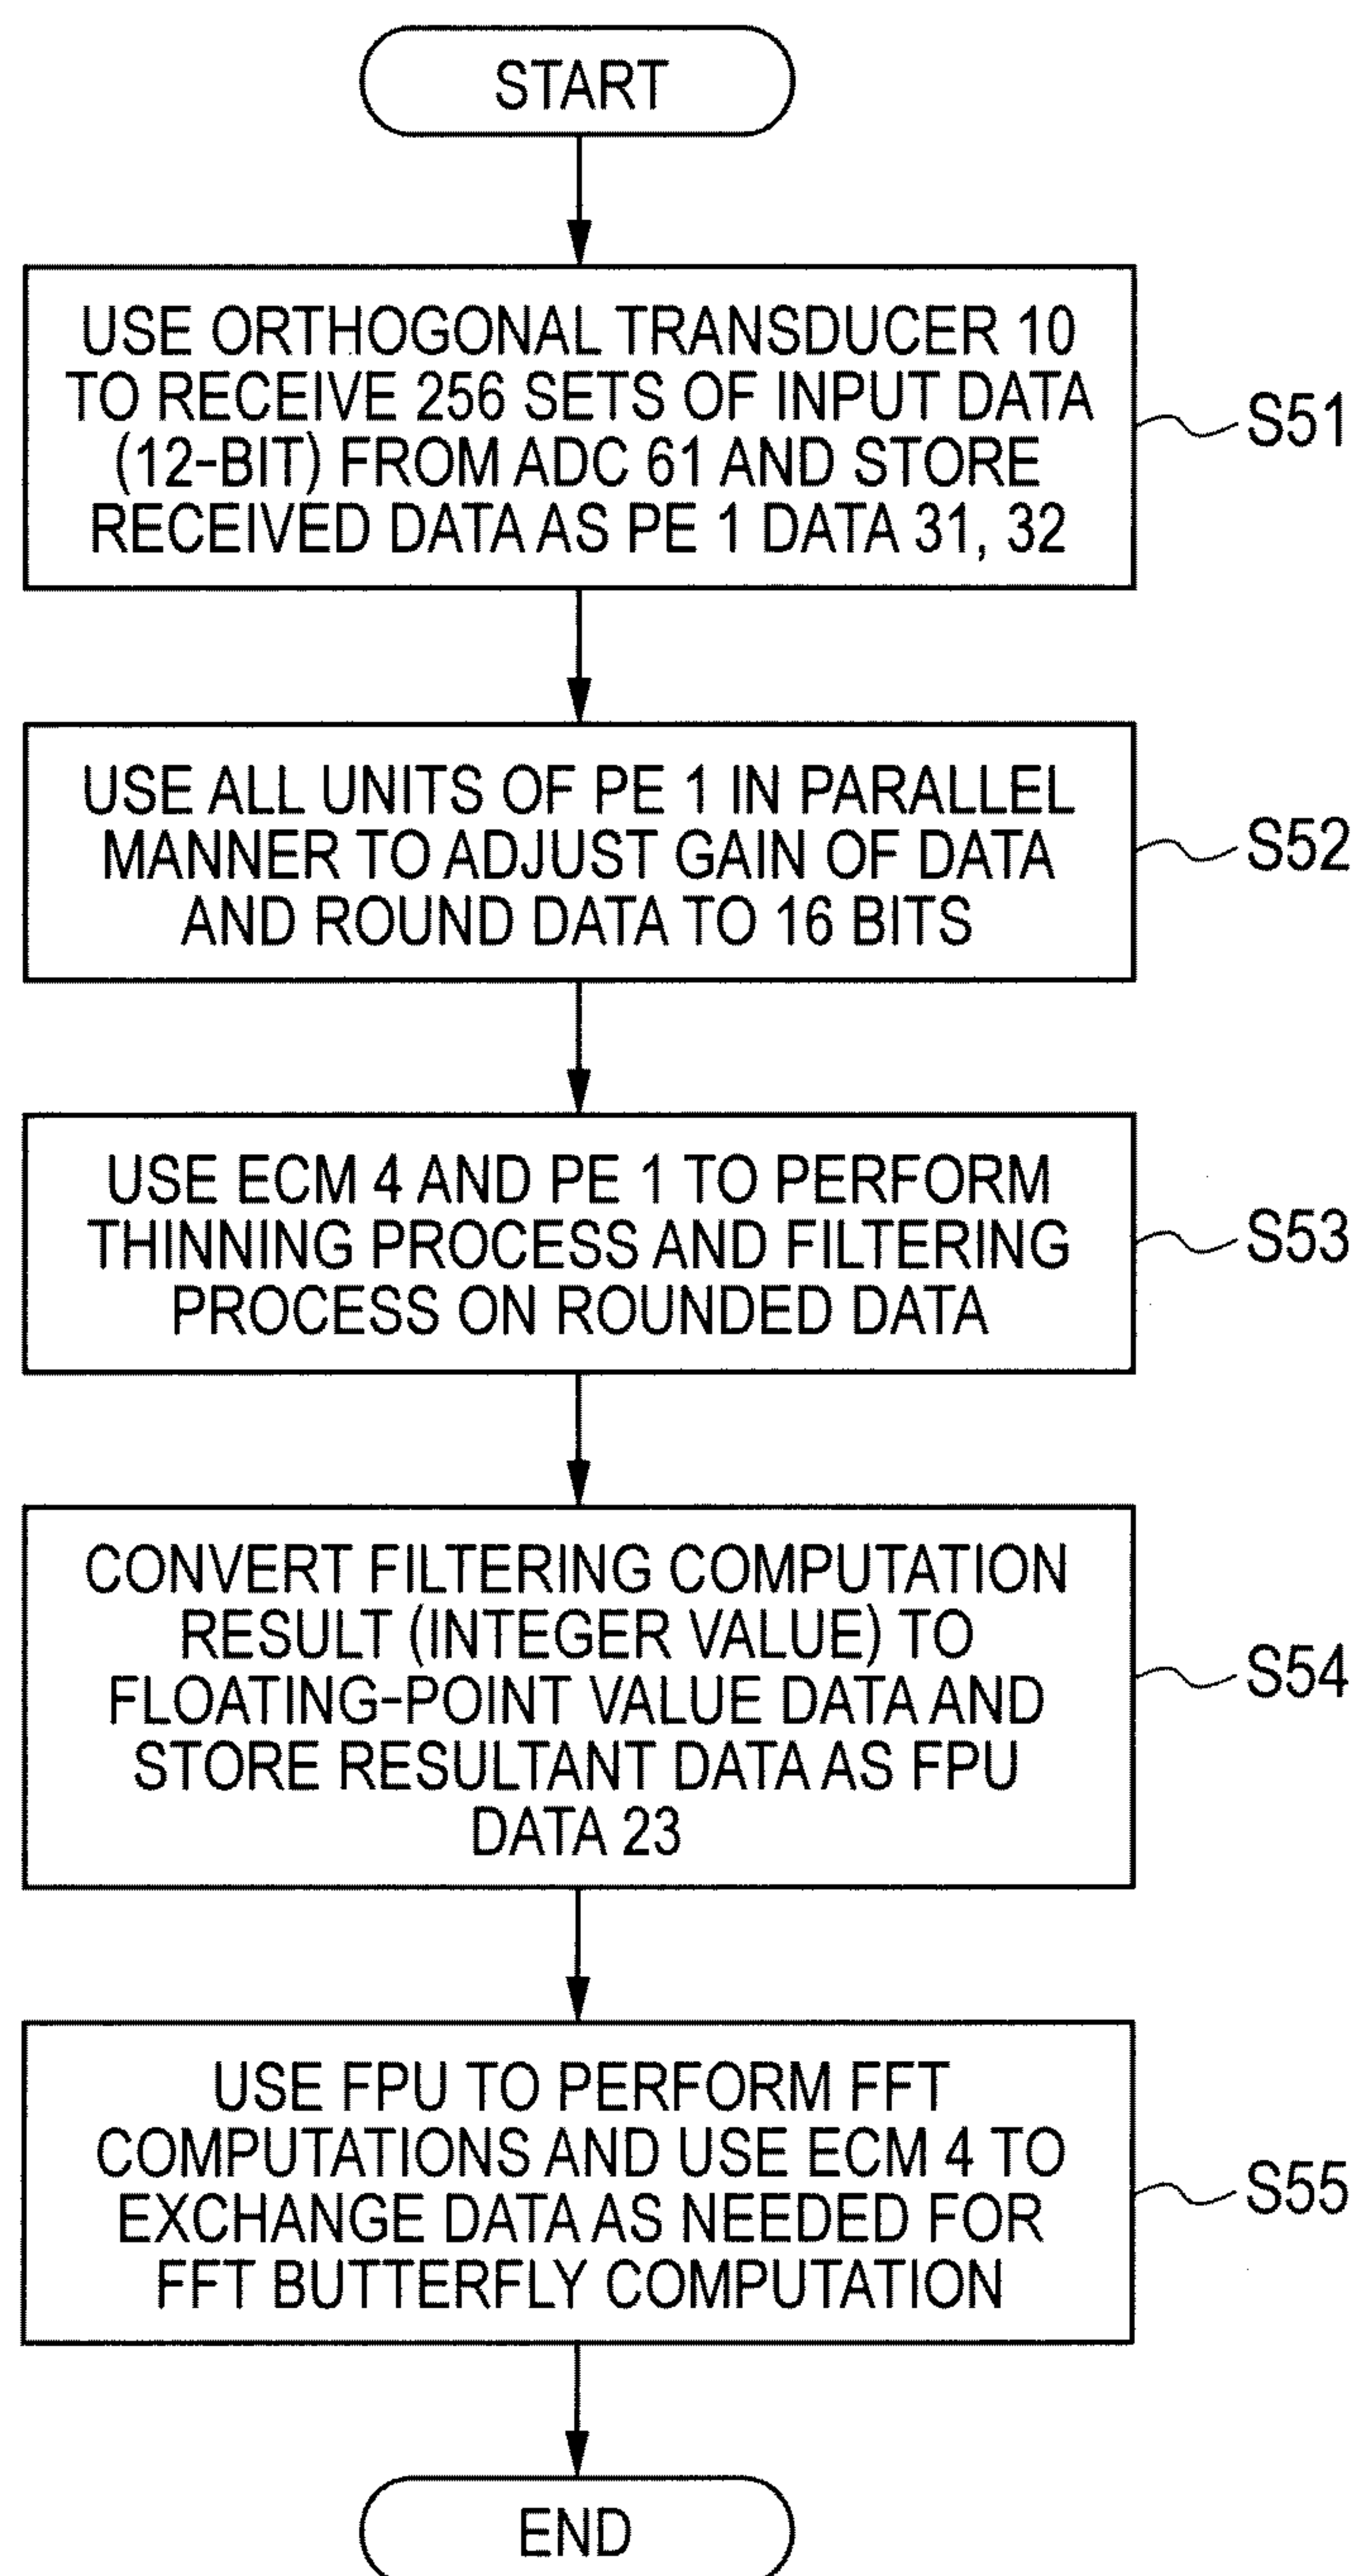 START
USE ORTHOGONAL TRANSDUCER 10
TO RECEIVE 256 SETS OF INPUT DATA
(12-BIT) FROM ADC 61 AND STORE
RECEIVED DATA AS PE 1 DATA 31, 32
S51
USE ALL UNITS OF PE 1 IN PARALLEL
MANNER TO ADJUST GAIN OF DATA
AND ROUND DATA TO 16 BITS
S52
USE ECM 4 AND PE 1 TO PERFORM
THINNING PROCESS AND FILTERING
PROCESS ON ROUNDED DATA
S53
CONVERT FILTERING COMPUTATION
RESULT (INTEGER VALUE) TO
FLOATING-POINT VALUE DATA AND
STORE RESULTANT DATA AS FPU
DATA 23
S54
USE FPU TO PERFORM FFT
COMPUTATIONS AND USE ECM 4 TO
EXCHANGE DATA AS NEEDED FOR
FFT BUTTERFLY COMPUTATION
S55
END